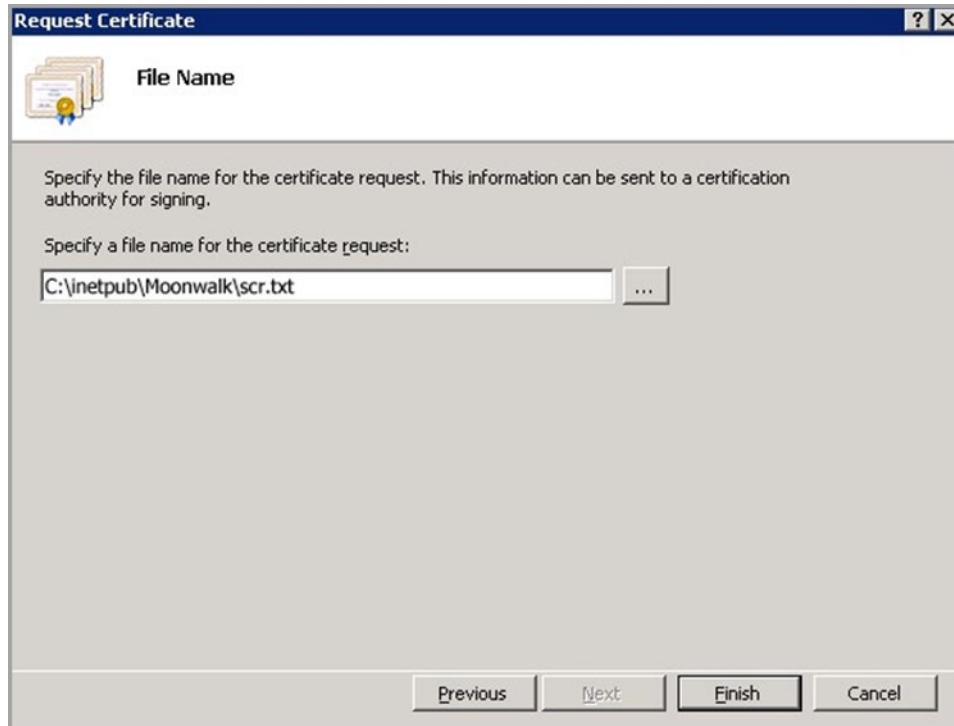 Request Certificate
File Name
Specify the file name for the certificate request. This information can be sent to a certification
authority for signing.
Specify a file name for the certificate request:
C:\inetpub\Moonwalk\scr.txt
...
Previous
Next
Finish
Cancel